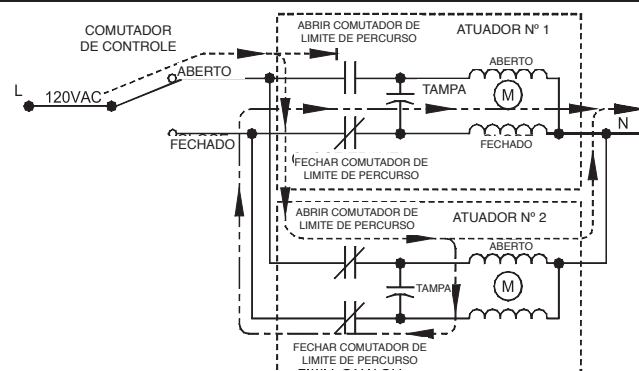 COMUTADOR
DE CONTROLE
ABRIR COMUTADOR DE
LIMITE DE PERCURSO
ATUADOR Nº 1
ABERTO
ABERTO
L
120VAC
TAMPA
M
N
FECHADO
FECHADO
FECHAR COMUTADOR DE
LIMITE DE PERCURSO
ABRIR COMUTADOR DE
LIMITE DE PERCURSO
ATUADOR Nº 2
ABERTO
TAMPA
M
FECHAR COMUTADOR DE
LIMITE DE PERCURSO